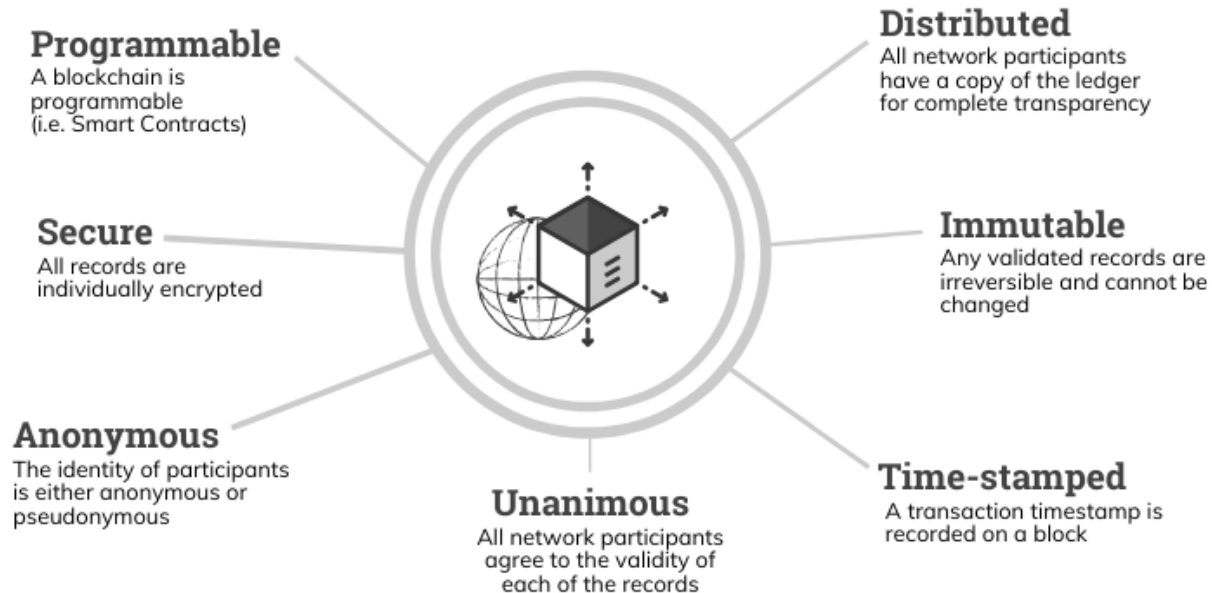 Programmable
A blockchain is
programmable
(i.e. Smart Contracts)
Distributed
All network participants
have a copy of the ledger
for complete transparency
Secure
All records are
individually encrypted
Immutable
Any validated records are
irreversible and cannot be
changed
Anonymous
The identity of participants
is either anonymous or
pseudonymous
Unanimous
All network participants
agree to the validity of
each of the records
Time-stamped
A transaction timestamp is
recorded on a block